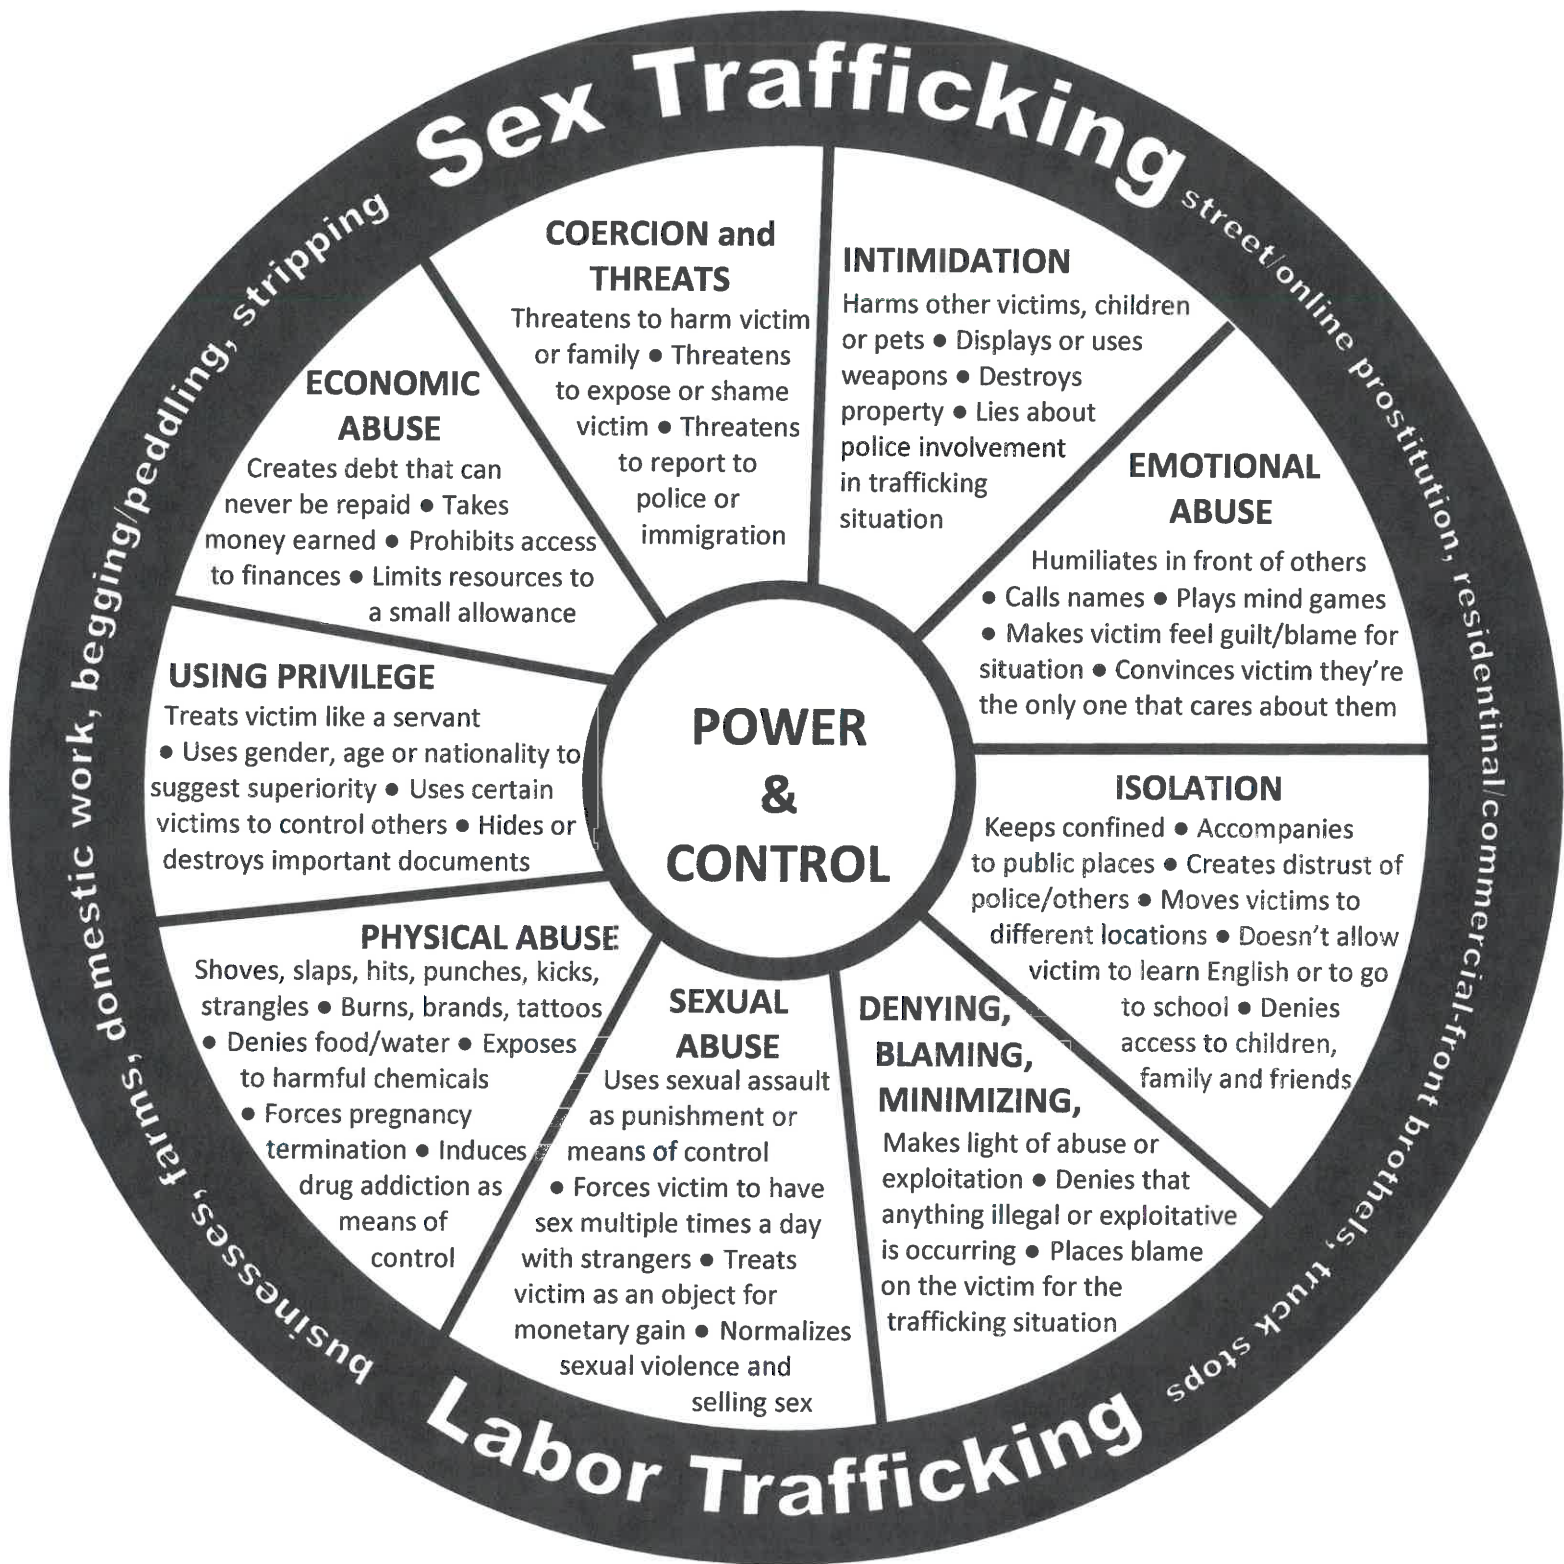 Sex Trafficking
street/online prostitution, residentinal/commercial-front brothels, truck stops
Labor Trafficking
businesses, farms, domestic work, begging/peddling, stripping
COERCION and
THREATS
Threatens to harm victim
or family ● Threatens
to expose or shame
victim ● Threatens
to report to
police or
immigration
INTIMIDATION
Harms other victims, children
or pets ● Displays or uses
weapons ● Destroys
property ● Lies about
police involvement
in trafficking
situation
EMOTIONAL
ABUSE
Humiliates in front of others
● Calls names ● Plays mind games
● Makes victim feel guilt/blame for
situation ● Convinces victim they're
the only one that cares about them
ISOLATION
Keeps confined ● Accompanies
to public places ● Creates distrust of
police/others ● Moves victims to
different locations ● Doesn't allow
victim to learn English or to go
to school ● Denies
access to children,
family and friends
DENYING,
BLAMING,
MINIMIZING,
Makes light of abuse or
exploitation ● Denies that
anything illegal or exploitative
is occurring ● Places blame
on the victim for the
trafficking situation
SEXUAL
ABUSE
Uses sexual assault
as punishment or
means of control
● Forces victim to have
sex multiple times a day
with strangers ● Treats
victim as an object for
monetary gain ● Normalizes
sexual violence and
selling sex
PHYSICAL ABUSE
Shoves, slaps, hits, punches, kicks,
strangles ● Burns, brands, tattoos
● Denies food/water ● Exposes
to harmful chemicals
● Forces pregnancy
termination ● Induces
drug addiction as
means of
control
USING PRIVILEGE
Treats victim like a servant
● Uses gender, age or nationality to
suggest superiority ● Uses certain
victims to control others ● Hides or
destroys important documents
ECONOMIC
ABUSE
Creates debt that can
never be repaid ● Takes
money earned ● Prohibits access
to finances ● Limits resources to
a small allowance
POWER
&
CONTROL